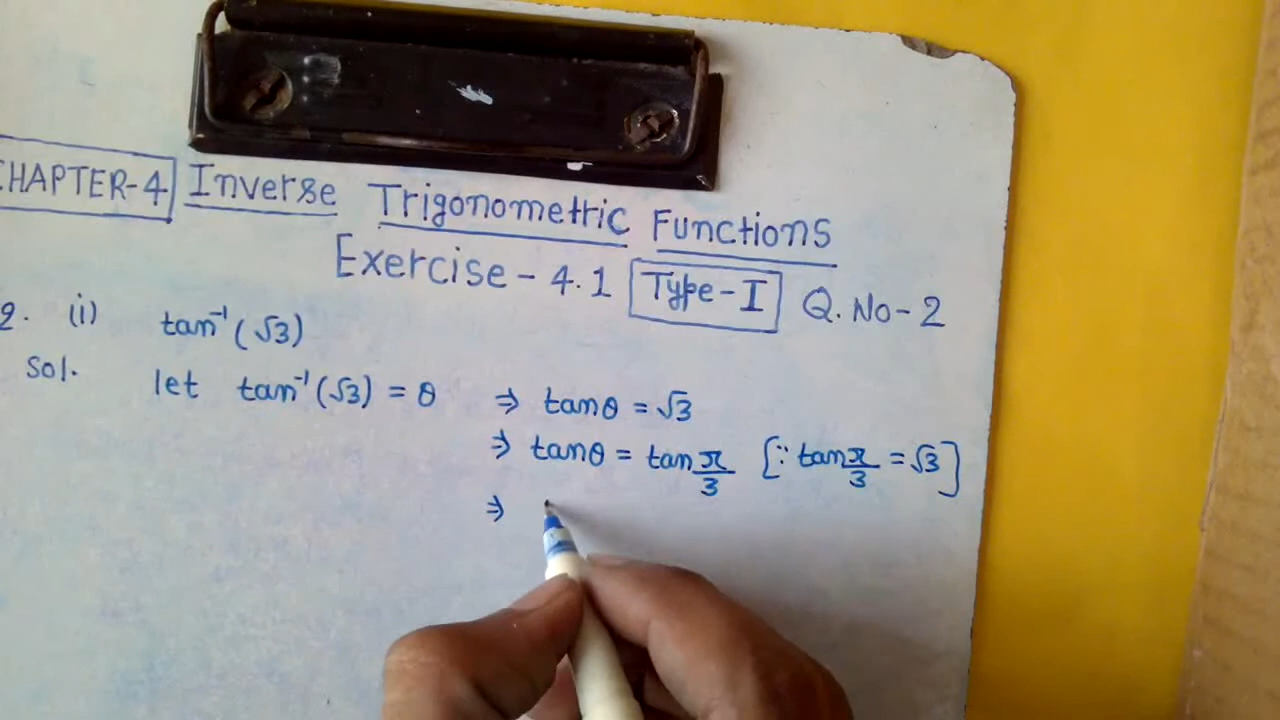 CHAPTER-4 Inverse Trigonometric Functions
Exercise - 4.1 Type-I Q. No - 2
2. (i) tan⁻¹(√3)
Sol. let tan⁻¹(√3) = θ ⇒ tanθ = √3
⇒ tanθ = tan π/3 [∵ tan π/3 = √3]
⇒